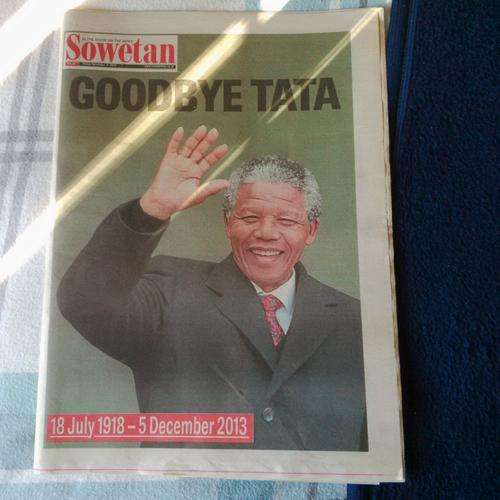 Sowetan
GOODBYE TATA
18 July 1918 – 5 December 2013